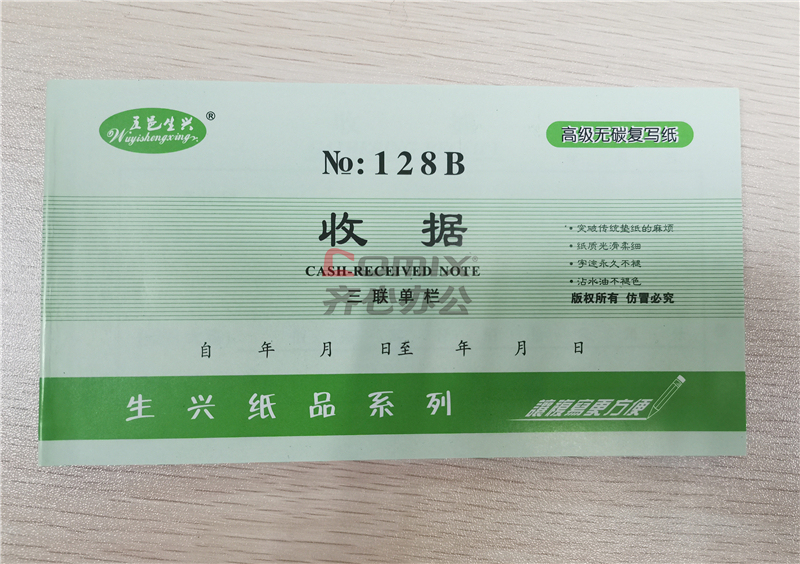 五邑生兴®
Wuyishengxing
高级无碳复写纸
№: 128B
收 据
COMIX
CASH-RECEIVED NOTE
三联单栏
齐心办公
·突破传统垫纸的麻烦
·纸质光滑柔细
·字迹永久不褪
·沾水油不褪色
版权所有 仿冒必究
自 年 月 日至 年 月 日
生兴纸品系列
讓複寫更方便